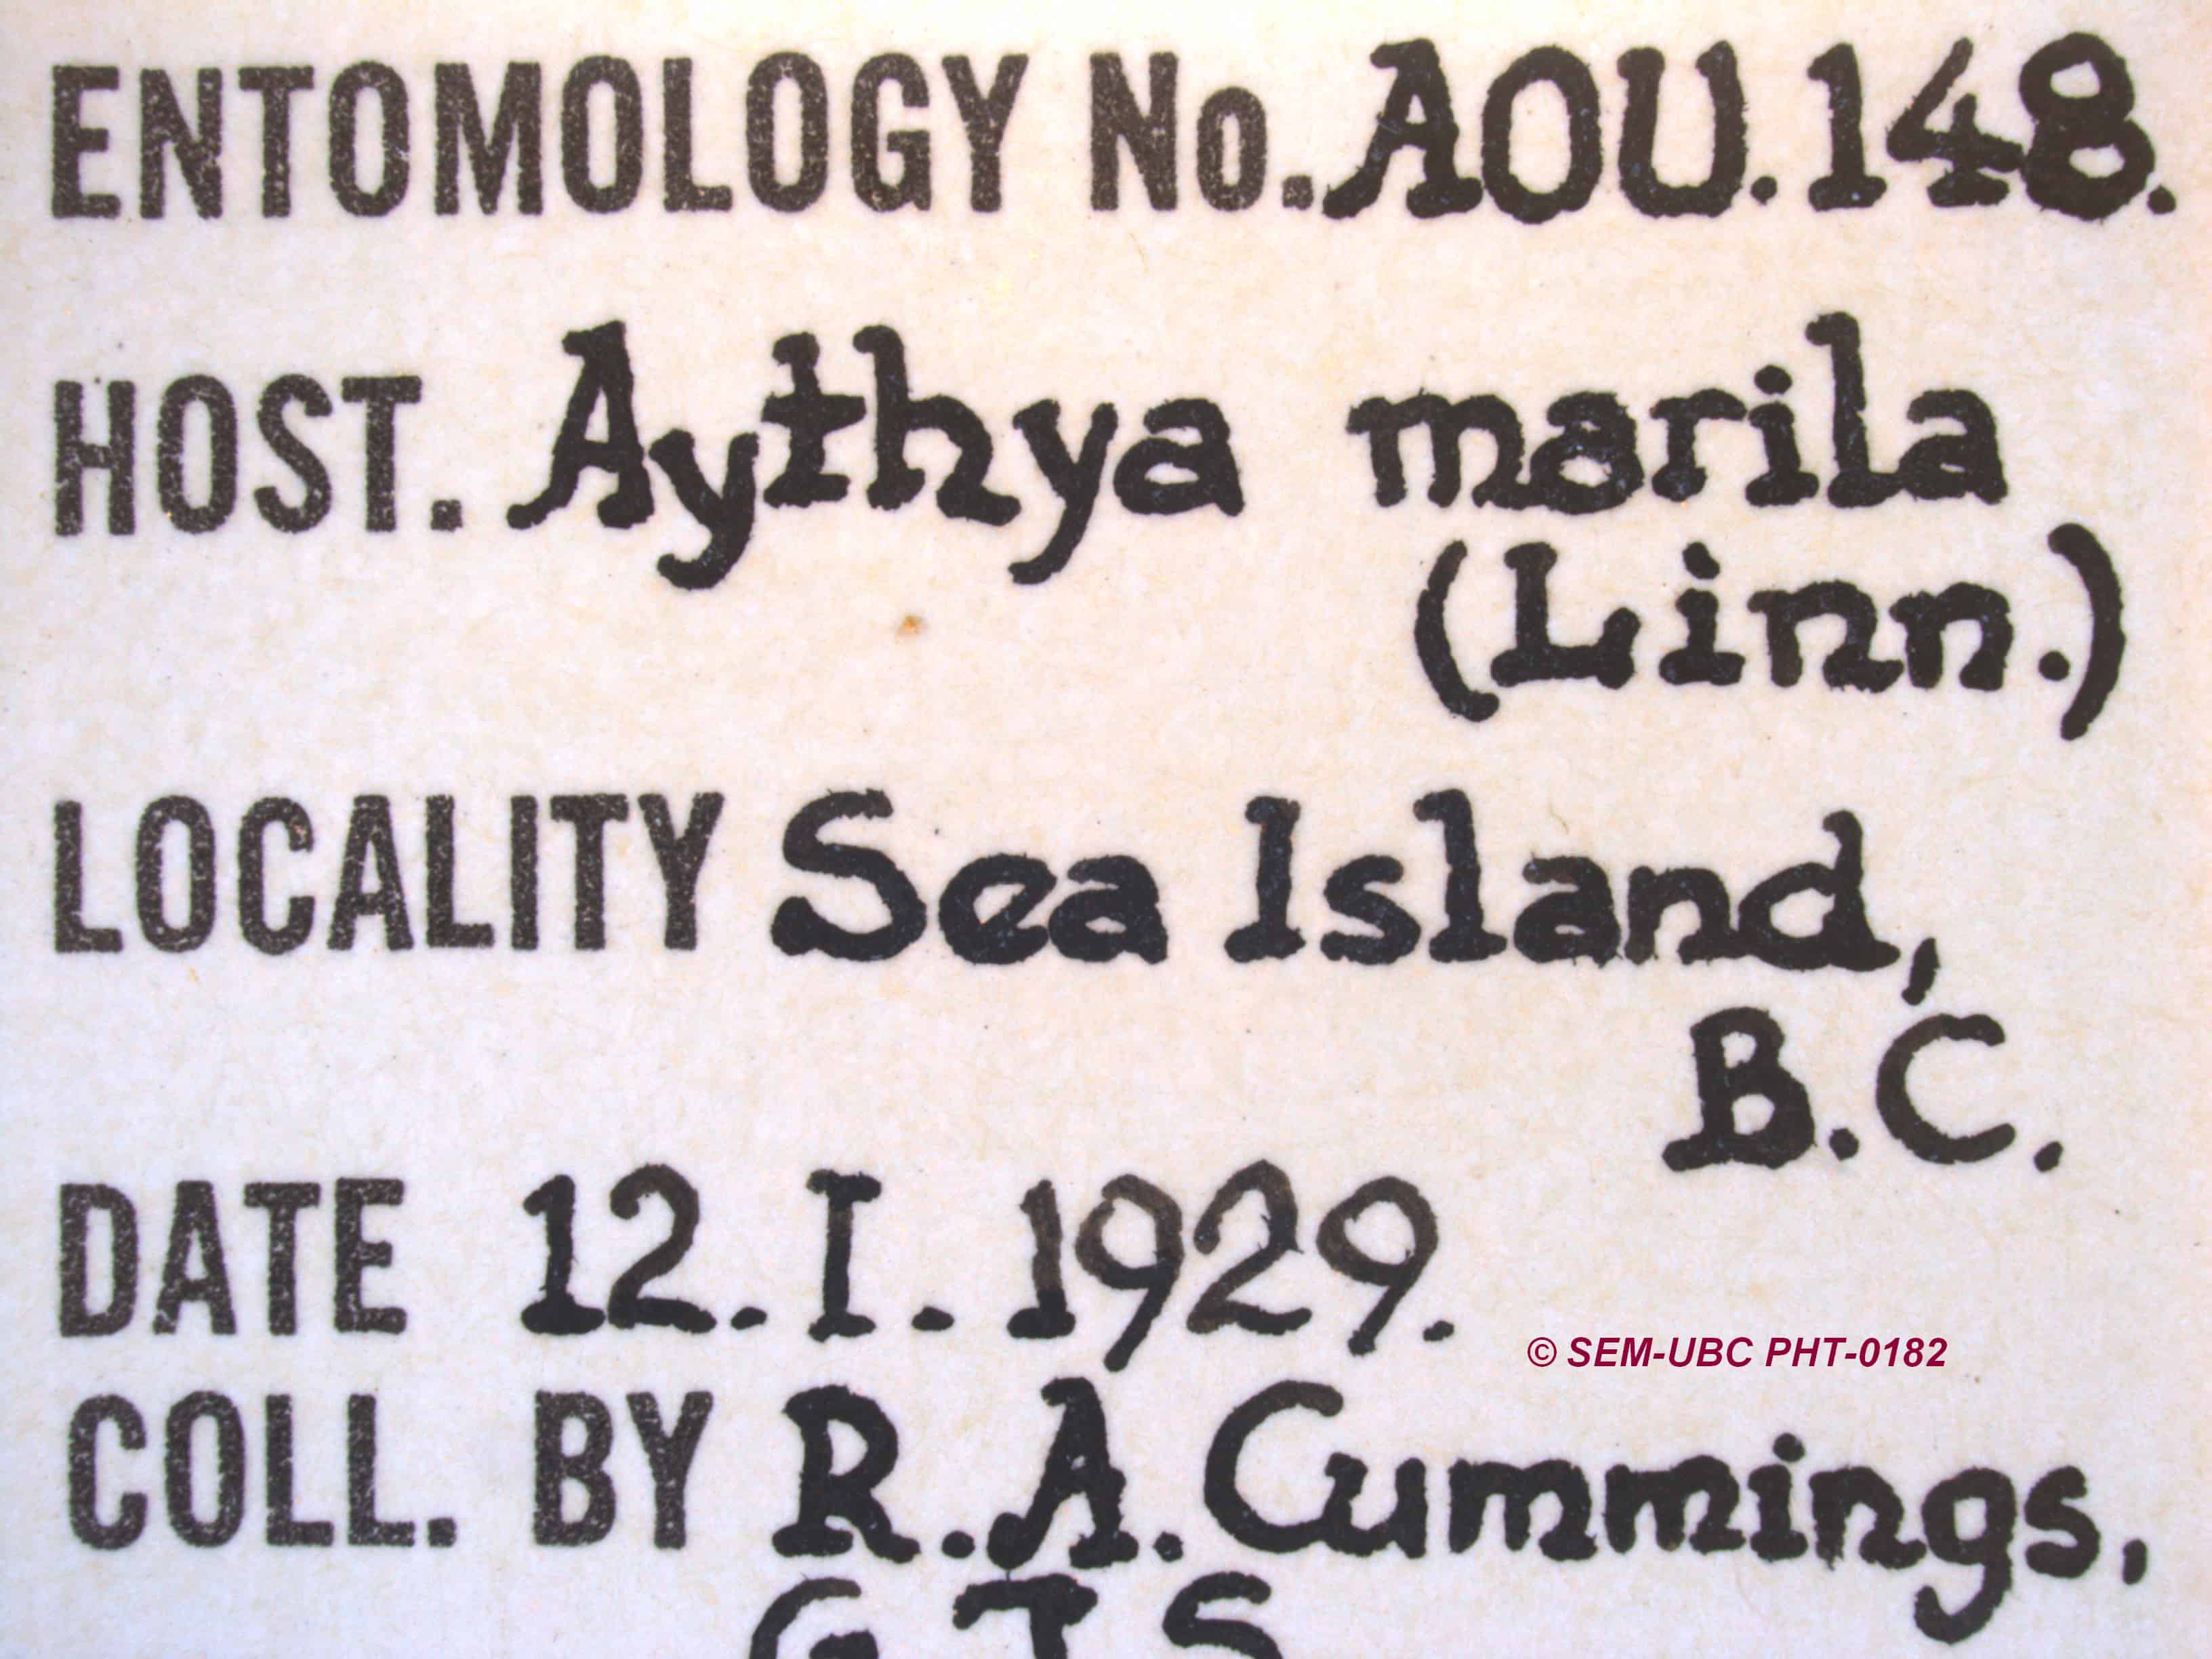 ENTOMOLOGY No. AOU. 148.
HOST. Aythya marila
(Linn.)
LOCALITY Sea Island,
B.C.
DATE 12. I. 1929.
© SEM-UBC PHT-0182
COLL. BY R. A. Cummings,